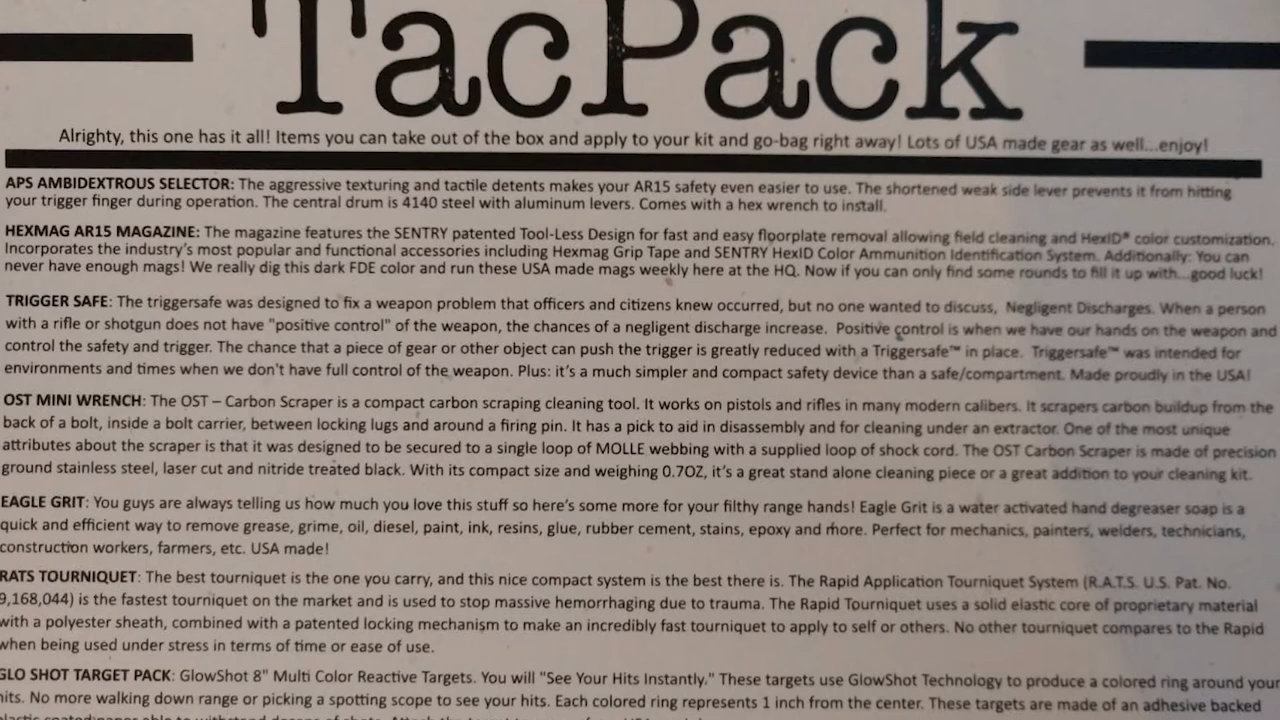 TacPack
Alrighty, this one has it all! Items you can take out of the box and apply to your kit and go-bag right away! Lots of USA made gear as well...enjoy!
APS AMBIDEXTROUS SELECTOR: The aggressive texturing and tactile detents makes your AR15 safety even easier to use. The shortened weak side lever prevents it from hitting
your trigger finger during operation. The central drum is 4140 steel with aluminum levers. Comes with a hex wrench to install.
HEXMAG AR15 MAGAZINE: The magazine features the SENTRY patented Tool-Less Design for fast and easy floorplate removal allowing field cleaning and HexID® color customization.
Incorporates the industry's most popular and functional accessories including Hexmag Grip Tape and SENTRY HexID Color Ammunition Identification System. Additionally: You can
never have enough mags! We really dig this dark FDE color and run these USA made mags weekly here at the HQ. Now if you can only find some rounds to fill it up with...good luck!
TRIGGER SAFE: The triggersafe was designed to fix a weapon problem that officers and citizens knew occurred, but no one wanted to discuss, Negligent Discharges. When a person
with a rifle or shotgun does not have "positive control" of the weapon, the chances of a negligent discharge increase. Positive control is when we have our hands on the weapon and
control the safety and trigger. The chance that a piece of gear or other object can push the trigger is greatly reduced with a Triggersafe™ in place. Triggersafe™ was intended for
environments and times when we don't have full control of the weapon. Plus: it's a much simpler and compact safety device than a safe/compartment. Made proudly in the USA!
OST MINI WRENCH: The OST – Carbon Scraper is a compact carbon scraping cleaning tool. It works on pistols and rifles in many modern calibers. It scrapers carbon buildup from the
back of a bolt, inside a bolt carrier, between locking lugs and around a firing pin. It has a pick to aid in disassembly and for cleaning under an extractor. One of the most unique
attributes about the scraper is that it was designed to be secured to a single loop of MOLLE webbing with a supplied loop of shock cord. The OST Carbon Scraper is made of precision
ground stainless steel, laser cut and nitride treated black. With its compact size and weighing 0.7OZ, it's a great stand alone cleaning piece or a great addition to your cleaning kit.
EAGLE GRIT: You guys are always telling us how much you love this stuff so here's some more for your filthy range hands! Eagle Grit is a water activated hand degreaser soap is a
quick and efficient way to remove grease, grime, oil, diesel, paint, ink, resins, glue, rubber cement, stains, epoxy and more. Perfect for mechanics, painters, welders, technicians,
construction workers, farmers, etc. USA made!
RATS TOURNIQUET: The best tourniquet is the one you carry, and this nice compact system is the best there is. The Rapid Application Tourniquet System (R.A.T.S. U.S. Pat. No.
9,168,044) is the fastest tourniquet on the market and is used to stop massive hemorrhaging due to trauma. The Rapid Tourniquet uses a solid elastic core of proprietary material
with a polyester sheath, combined with a patented locking mechanism to make an incredibly fast tourniquet to apply to self or others. No other tourniquet compares to the Rapid
when being used under stress in terms of time or ease of use.
GLO SHOT TARGET PACK: GlowShot 8" Multi Color Reactive Targets. You will "See Your Hits Instantly." These targets use GlowShot Technology to produce a colored ring around your
hits. No more walking down range or picking a spotting scope to see your hits. Each colored ring represents 1 inch from the center. These targets are made of an adhesive backed